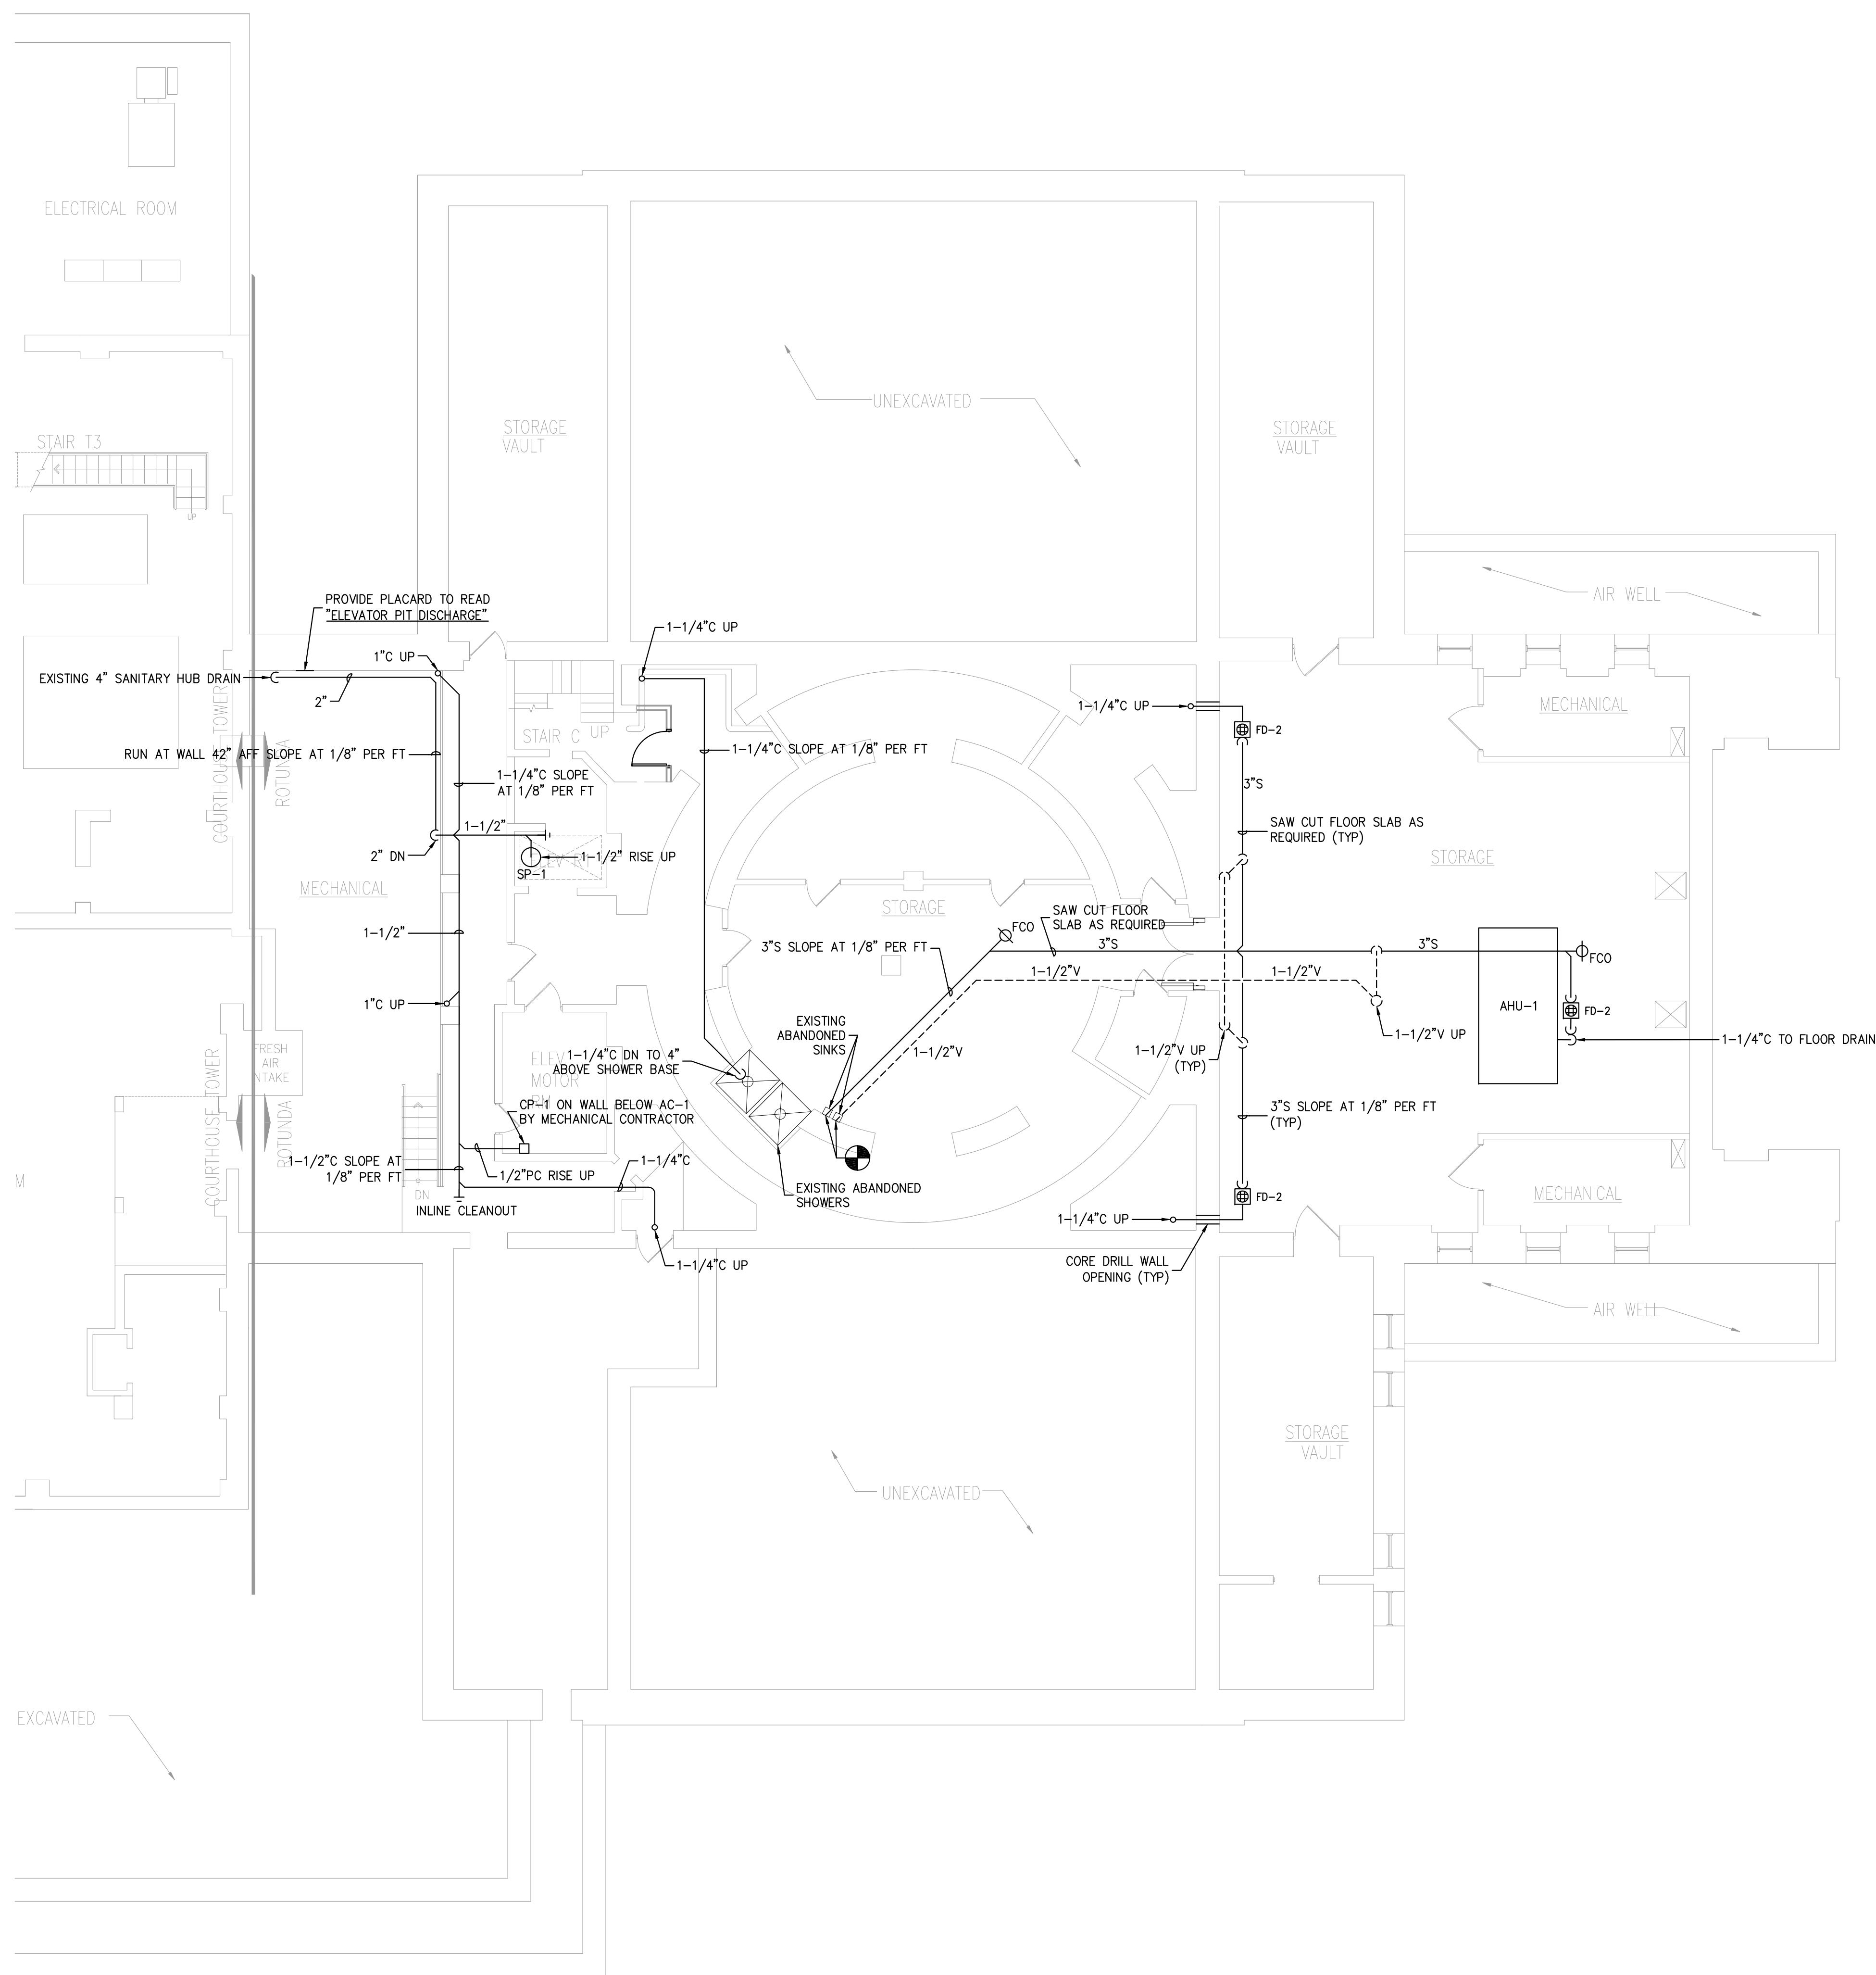 ELECTRICAL ROOM
UNEXCAVATED
STAIR T3
UP
STORAGE
VAULT
STORAGE
VAULT
AIR WELL
PROVIDE PLACARD TO READ
"ELEVATOR PIT DISCHARGE"
1"C UP
EXISTING 4" SANITARY HUB DRAIN
2"
1-1/4"C UP
COURTHOUSE TOWER
ROTUNDA
RUN AT WALL 42" AFF SLOPE AT 1/8" PER FT
STAIR C
UP
1-1/4"C SLOPE AT 1/8" PER FT
1-1/4"C SLOPE
AT 1/8" PER FT
1-1/4"C UP
FD-2
MECHANICAL
3"S
SAW CUT FLOOR SLAB AS
REQUIRED (TYP)
STORAGE
1-1/2"
2" DN
1-1/2" RISE UP
SP-1
MECHANICAL
STORAGE
SAW CUT FLOOR
SLAB AS REQUIRED
FCO
1-1/2"
3"S SLOPE AT 1/8" PER FT
3"S
3"S
FCO
1-1/2"V
1-1/2"V
1"C UP
AHU-1
FD-2
EXISTING
ABANDONED
SINKS
1-1/2"V UP
1-1/4"C TO FLOOR DRAIN
FRESH
AIR
NTAKE
ELEV
MOTOR
1-1/4"C DN TO 4"
ABOVE SHOWER BASE
1-1/2"V
1-1/2"V UP
(TYP)
COURTHOUSE TOWER
ROTUNDA
CP-1 ON WALL BELOW AC-1
BY MECHANICAL CONTRACTOR
3"S SLOPE AT 1/8" PER FT
(TYP)
1-1/2"C SLOPE AT
1/8" PER FT
1/2"PC RISE UP
1-1/4"C
M
DN
INLINE CLEANOUT
EXISTING ABANDONED
SHOWERS
FD-2
MECHANICAL
1-1/4"C UP
1-1/4"C UP
CORE DRILL WALL
OPENING (TYP)
AIR WELL
STORAGE
VAULT
UNEXCAVATED
EXCAVATED